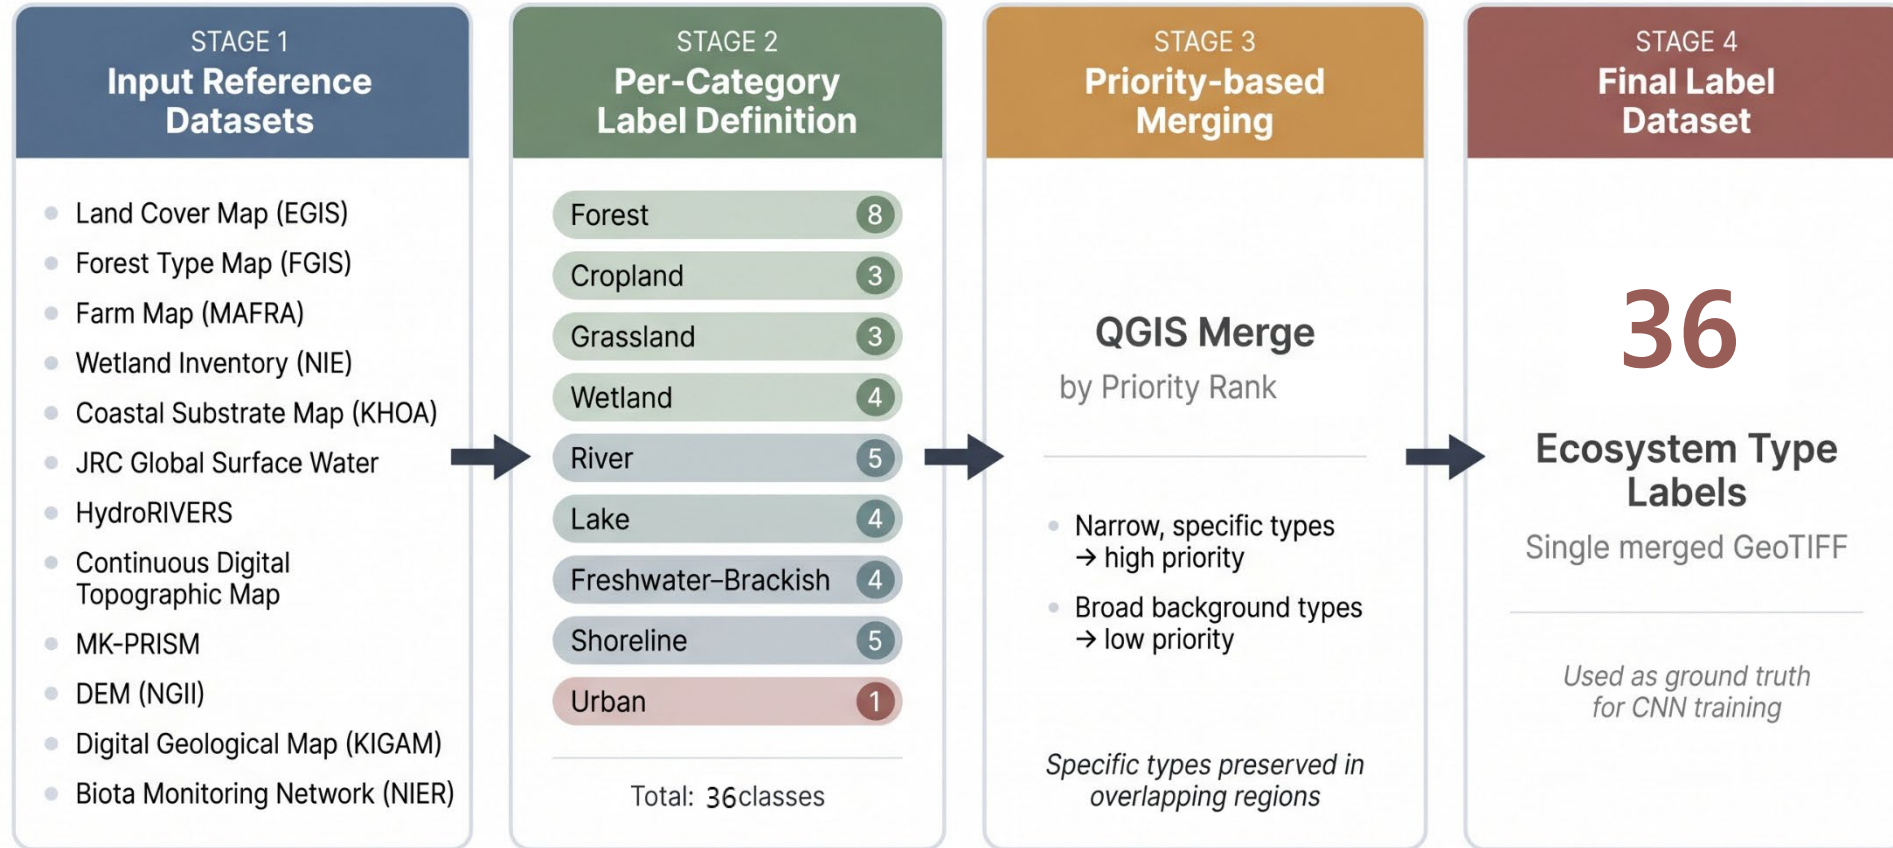 STAGE 1
Input Reference
Datasets
Land Cover Map (EGIS)
Forest Type Map (FGIS)
Farm Map (MAFRA)
Wetland Inventory (NIE)
Coastal Substrate Map (KHOA)
JRC Global Surface Water
HydroRIVERS
Continuous Digital
Topographic Map
MK-PRISM
DEM (NGII)
Digital Geological Map (KIGAM)
Biota Monitoring Network (NIER)
STAGE 2
Per-Category
Label Definition
Forest 8
Cropland 3
Grassland 3
Wetland 4
River 5
Lake 4
Freshwater–Brackish 4
Shoreline 5
Urban 1
Total: 36classes
STAGE 3
Priority-based
Merging
QGIS Merge
by Priority Rank
Narrow, specific types
→ high priority
Broad background types
→ low priority
Specific types preserved in
overlapping regions
STAGE 4
Final Label
Dataset
36
Ecosystem Type
Labels
Single merged GeoTIFF
Used as ground truth
for CNN training